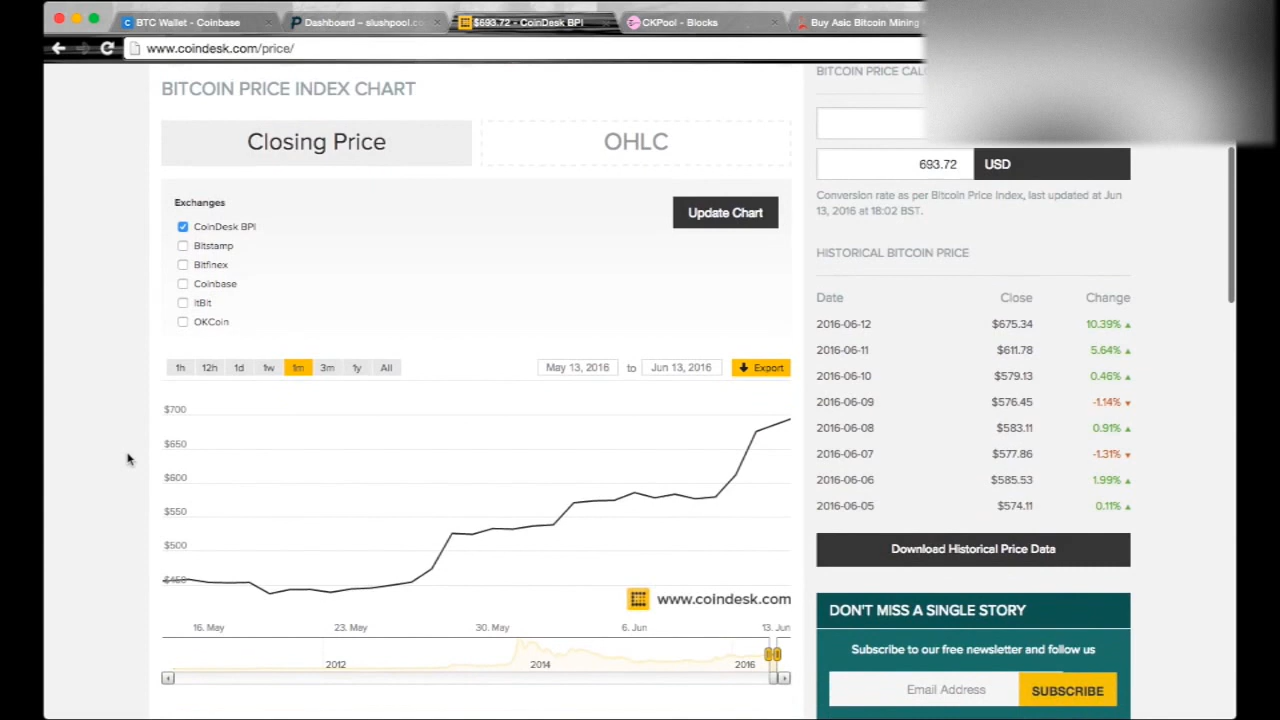 BTC Wallet - Coinbase
Dashboard – slushpool.co
$693.72 - CoinDesk BPI
CKPool - Blocks
Buy Asic Bitcoin Mining
www.coindesk.com/price/
BITCOIN PRICE INDEX CHART
Closing Price
OHLC
Exchanges
CoinDesk BPI
Bitstamp
Bitfinex
Coinbase
itBit
OKCoin
Update Chart
1h 12h 1d 1w 1m 3m 1y All
May 13, 2016 to Jun 13, 2016
Export
$700
$650
$600
$550
$500
$450
www.coindesk.com
16. May 23. May 30. May 6. Jun 13. Jun
2012 2014 2016
BITCOIN PRICE CAL
693.72 USD
Conversion rate as per Bitcoin Price Index, last updated at Jun
13, 2016 at 18:02 BST.
HISTORICAL BITCOIN PRICE
Date Close Change
2016-06-12 $675.34 10.39%
2016-06-11 $611.78 5.64%
2016-06-10 $579.13 0.46%
2016-06-09 $576.45 -1.14%
2016-06-08 $583.11 0.91%
2016-06-07 $577.86 -1.31%
2016-06-06 $585.53 1.99%
2016-06-05 $574.11 0.11%
Download Historical Price Data
DON'T MISS A SINGLE STORY
Subscribe to our free newsletter and follow us
Email Address
SUBSCRIBE